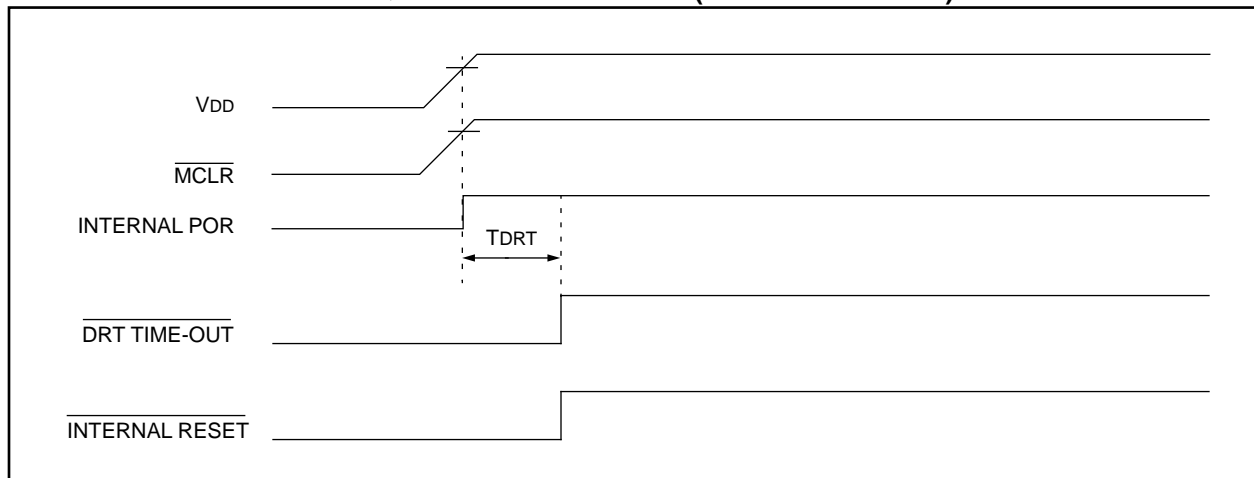 VDD
MCLR
INTERNAL POR
TDRT
DRT TIME-OUT
INTERNAL RESET